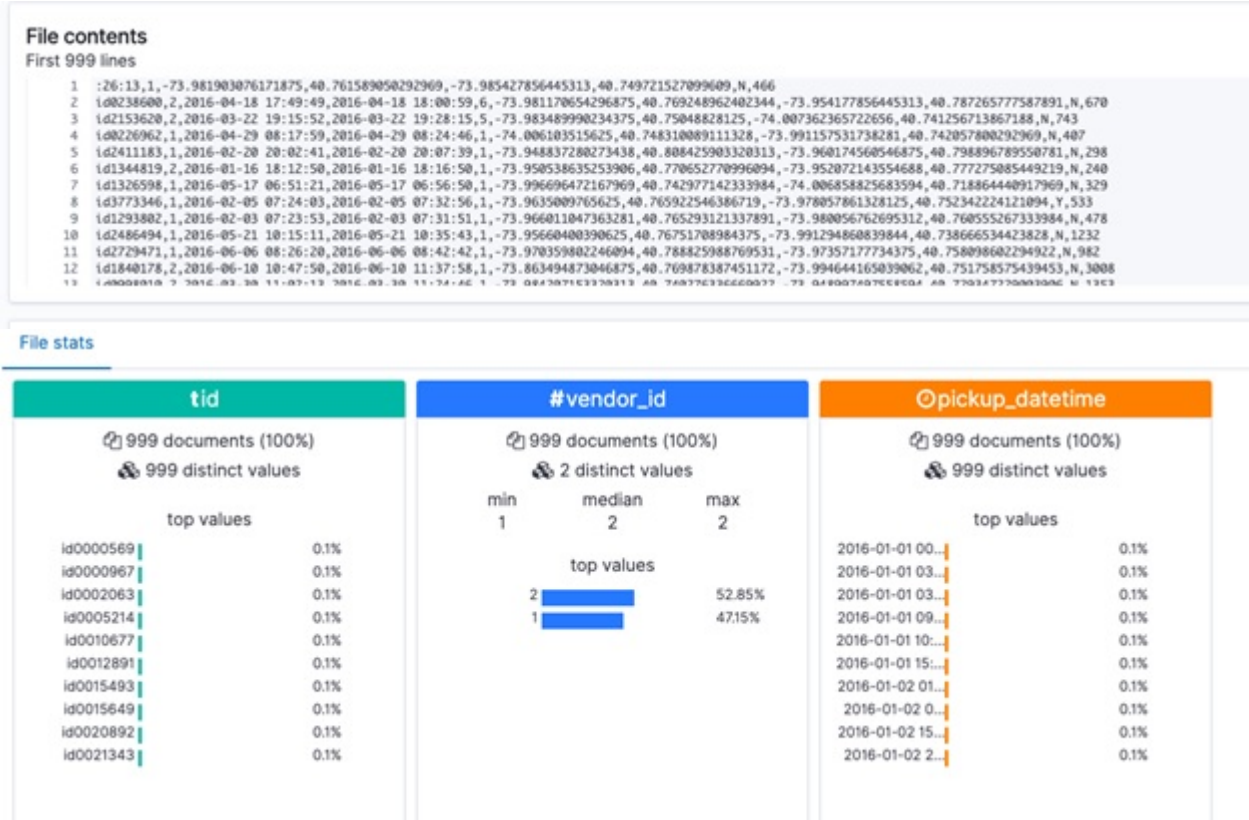 File contents
First 999 lines
1 :26:13,1,-73.981903076171875,40.761589050292969,-73.985427856445313,40.749721527099609,N,466
2 id0238600,2,2016-04-18 17:49:49,2016-04-18 18:00:59,6,-73.981170654296875,40.769248962402344,-73.954177856445313,40.787265777587891,N,670
3 id2153620,2,2016-03-22 19:15:52,2016-03-22 19:28:15,5,-73.983489990234375,40.75048828125,-74.007362365722656,40.741256713867188,N,743
4 id0226962,1,2016-04-29 08:17:59,2016-04-29 08:24:46,1,-74.006103515625,40.748310089111328,-73.991157531738281,40.742057800292969,N,407
5 id2411183,1,2016-02-20 20:02:41,2016-02-20 20:07:39,1,-73.948837280273438,40.808425903320313,-73.960174560546875,40.798896789550781,N,298
6 id1344819,2,2016-01-16 18:12:50,2016-01-16 18:16:50,1,-73.950538635253906,40.770652770996094,-73.952072143554688,40.777275085449219,N,240
7 id1326598,1,2016-05-17 06:51:21,2016-05-17 06:56:50,1,-73.996696472167969,40.742977142333984,-74.006858825683594,40.718864440917969,N,329
8 id3773346,1,2016-02-05 07:24:03,2016-02-05 07:32:56,1,-73.9635009765625,40.765922546386719,-73.978057861328125,40.752342224121094,Y,533
9 id1293802,1,2016-02-03 07:23:53,2016-02-03 07:31:51,1,-73.966011047363281,40.765293121337891,-73.980056762695312,40.760555267333984,N,478
10 id2486494,1,2016-05-21 10:15:11,2016-05-21 10:35:43,1,-73.95660400390625,40.76751708984375,-73.991294860839844,40.738666534423828,N,1232
11 id2729471,1,2016-06-06 08:26:20,2016-06-06 08:42:42,1,-73.970359802246094,40.788825988769531,-73.97357177734375,40.758098602294922,N,982
12 id1840178,2,2016-06-10 10:47:50,2016-06-10 11:37:58,1,-73.863494873046875,40.769878387451172,-73.994644165039062,40.751758575439453,N,3008
File stats
tid
999 documents (100%)
999 distinct values
top values
id0000569 0.1%
id0000967 0.1%
id0002063 0.1%
id0005214 0.1%
id0010677 0.1%
id0012891 0.1%
id0015493 0.1%
id0015649 0.1%
id0020892 0.1%
id0021343 0.1%
#vendor_id
999 documents (100%)
2 distinct values
min median max
1 2 2
top values
2 52.85%
1 47.15%
pickup_datetime
999 documents (100%)
999 distinct values
top values
2016-01-01 00... 0.1%
2016-01-01 03... 0.1%
2016-01-01 03... 0.1%
2016-01-01 09... 0.1%
2016-01-01 10:... 0.1%
2016-01-01 15:... 0.1%
2016-01-02 01... 0.1%
2016-01-02 0... 0.1%
2016-01-02 15... 0.1%
2016-01-02 2... 0.1%